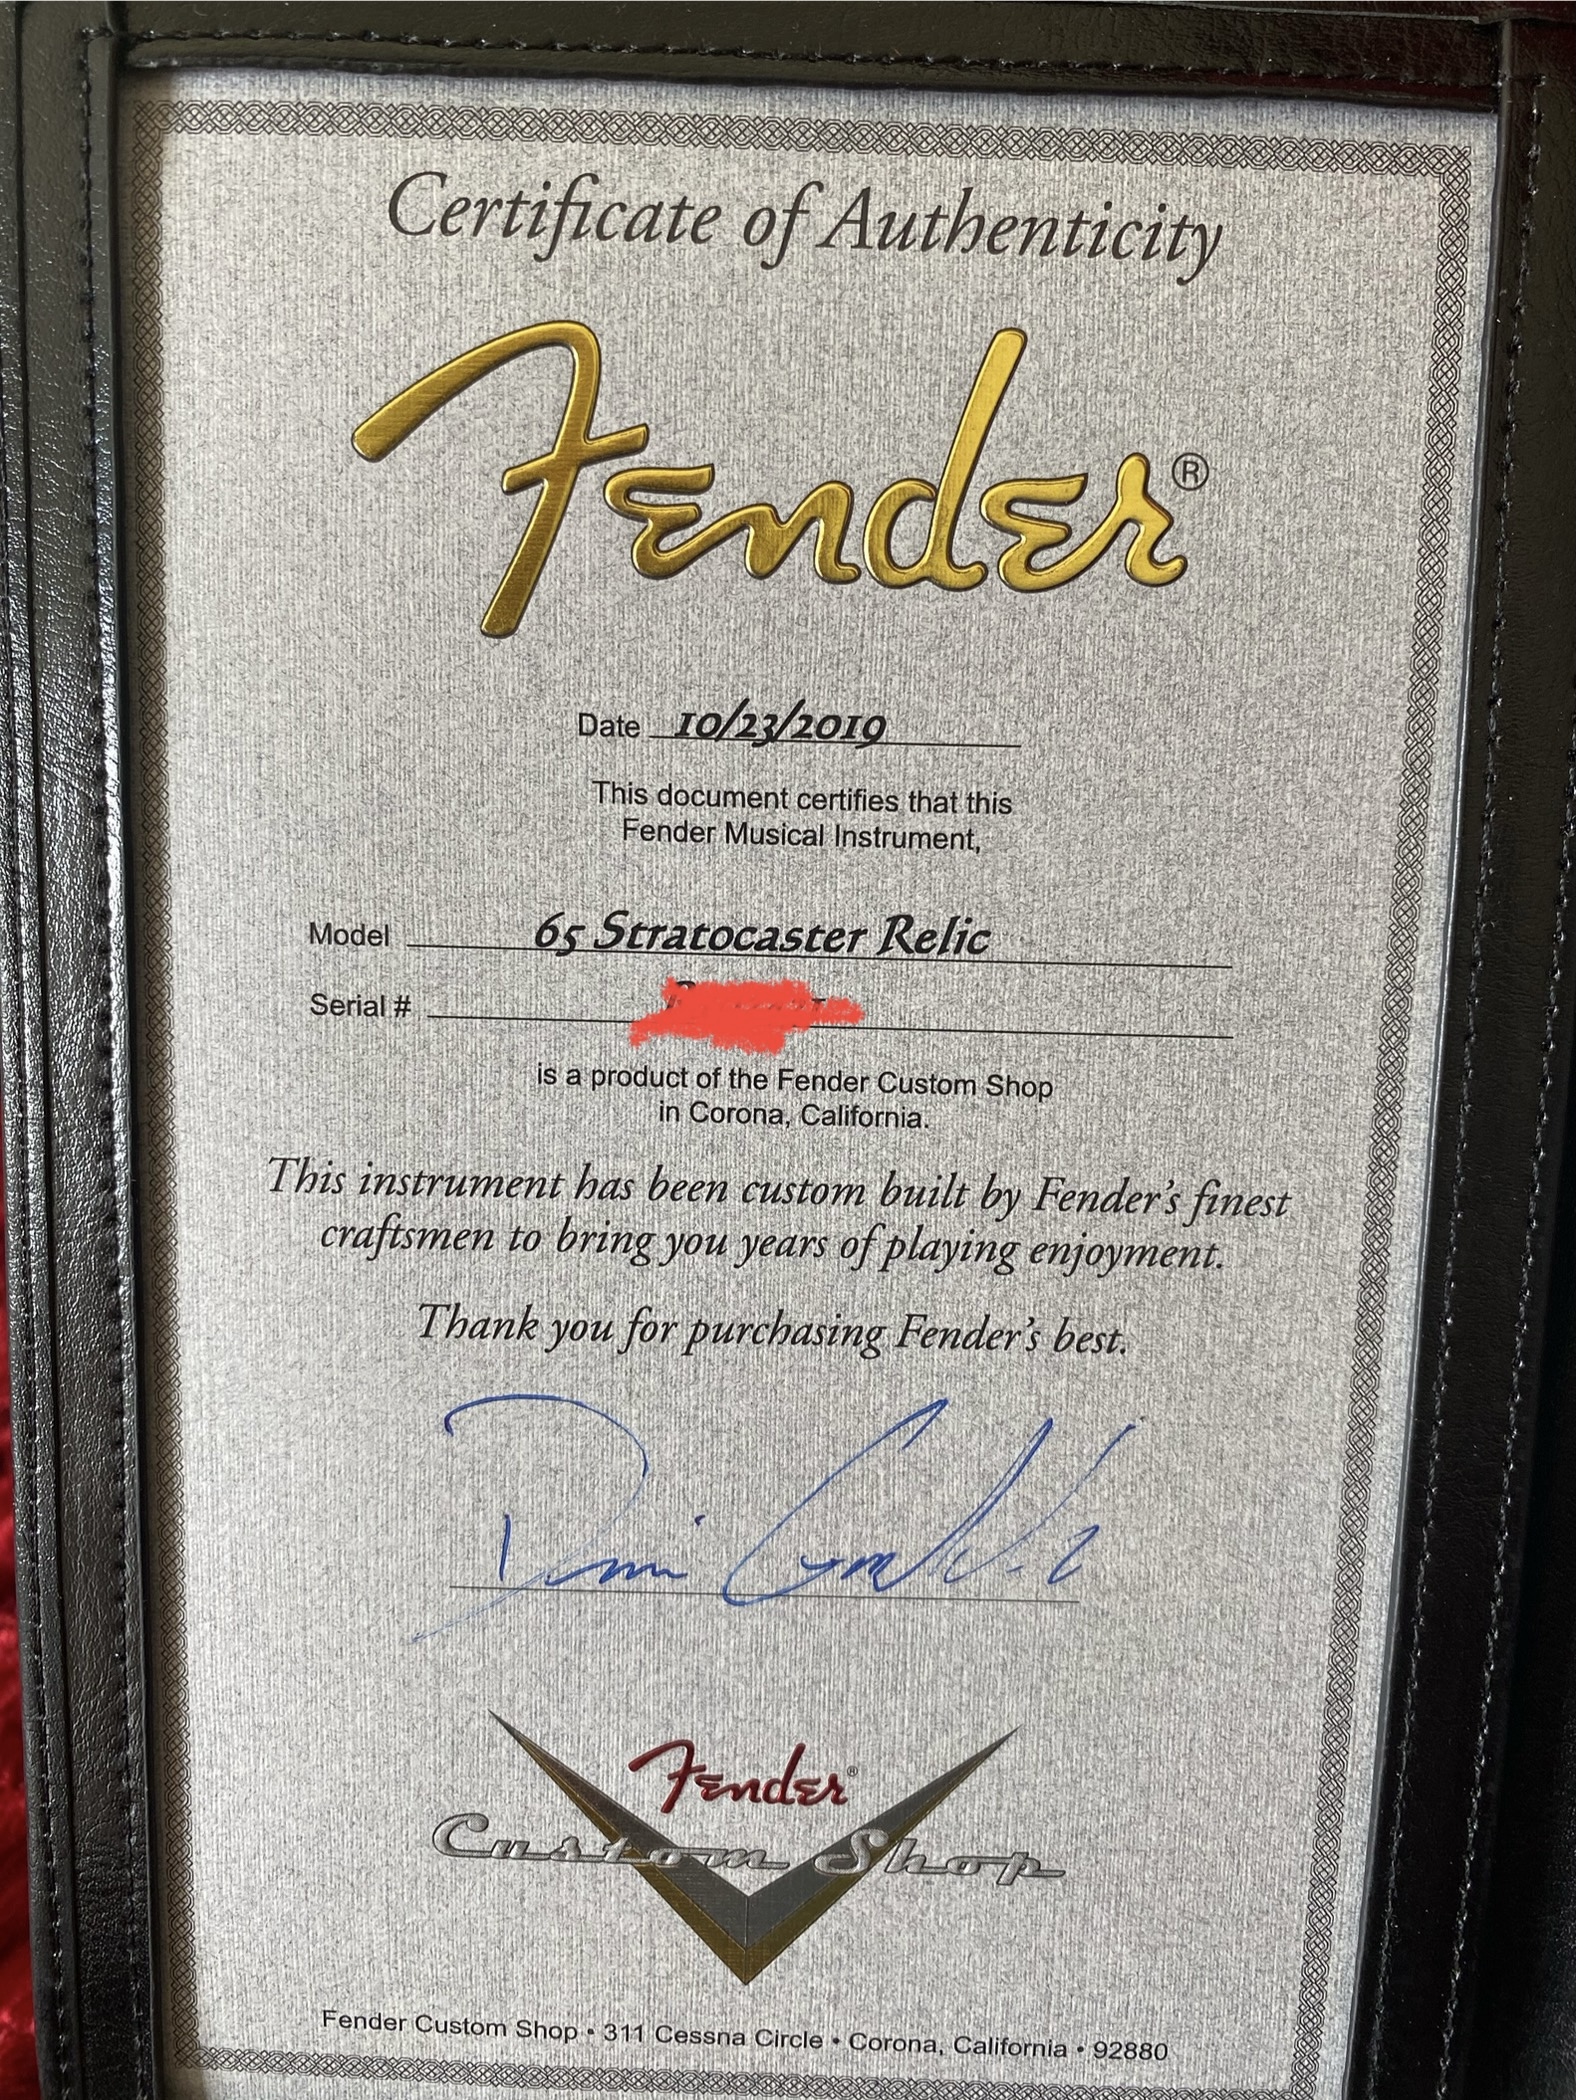 Certificate of Authenticity
Fender®
Date 10/23/2019
This document certifies that this
Fender Musical Instrument,
Model 65 Stratocaster Relic
Serial #
is a product of the Fender Custom Shop
in Corona, California.
This instrument has been custom built by Fender's finest
craftsmen to bring you years of playing enjoyment.
Thank you for purchasing Fender's best.
Fender®
Custom Shop
Fender Custom Shop • 311 Cessna Circle • Corona, California • 92880